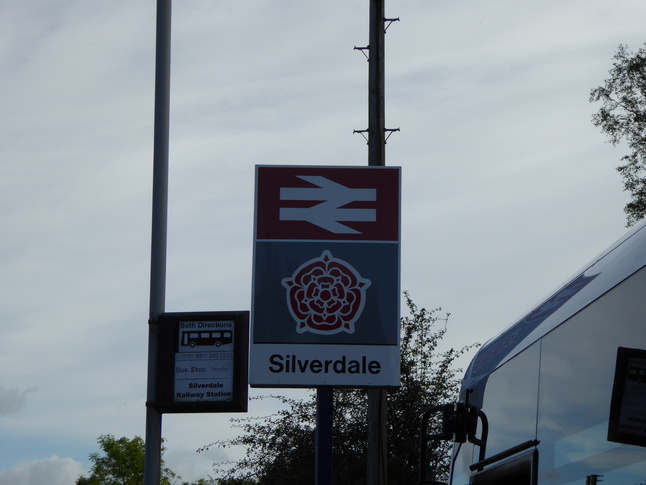 Silverdale
Both Directions
Bus Stop
Silverdale
Railway Station